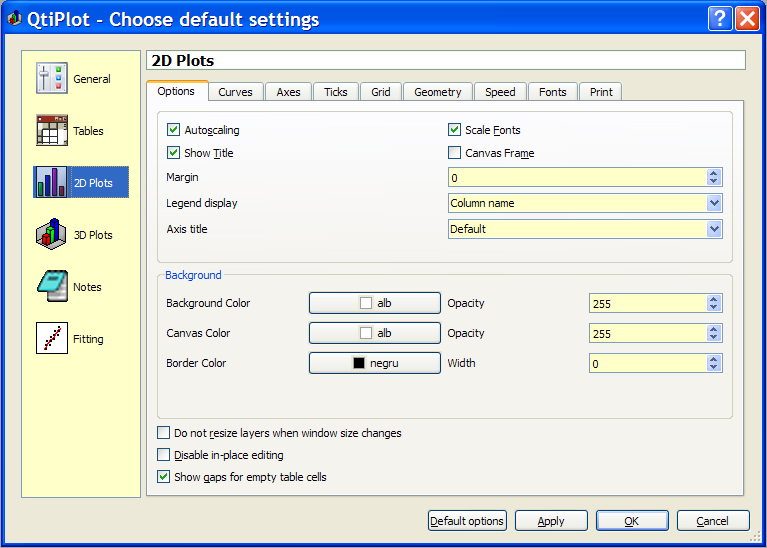 QtiPlot - Choose default settings
General
Tables
2D Plots
3D Plots
Notes
Fitting
2D Plots
Options Curves Axes Ticks Grid Geometry Speed Fonts Print
Autoscaling Scale Fonts
Show Title Canvas Frame
Margin 0
Legend display Column name
Axis title Default
Background
Background Color alb Opacity 255
Canvas Color alb Opacity 255
Border Color negru Width 0
Do not resize layers when window size changes
Disable in-place editing
Show gaps for empty table cells
Default options Apply OK Cancel